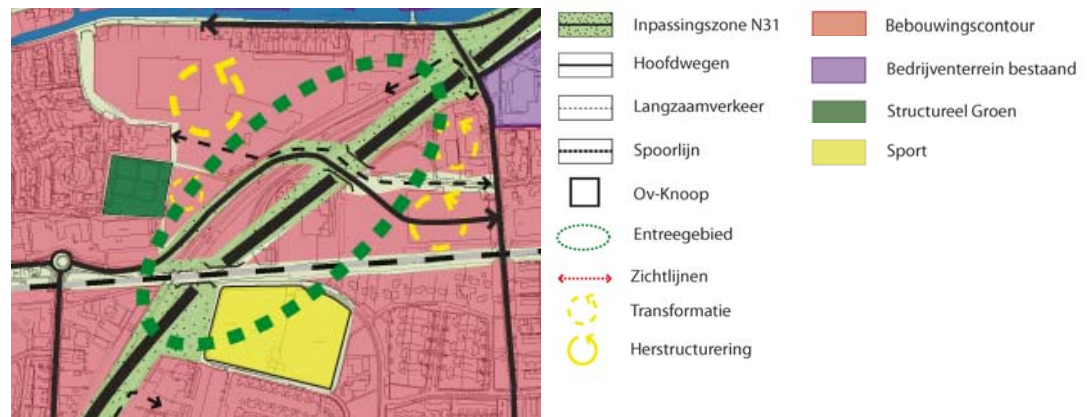 Inpassingszone N31
Hoofdwegen
Langzaamverkeer
Spoorlijn
Ov-Knoop
Entreegebied
Zichtlijnen
Transformatie
Herstructurering
Bebouwingscontour
Bedrijventerrein bestaand
Structureel Groen
Sport